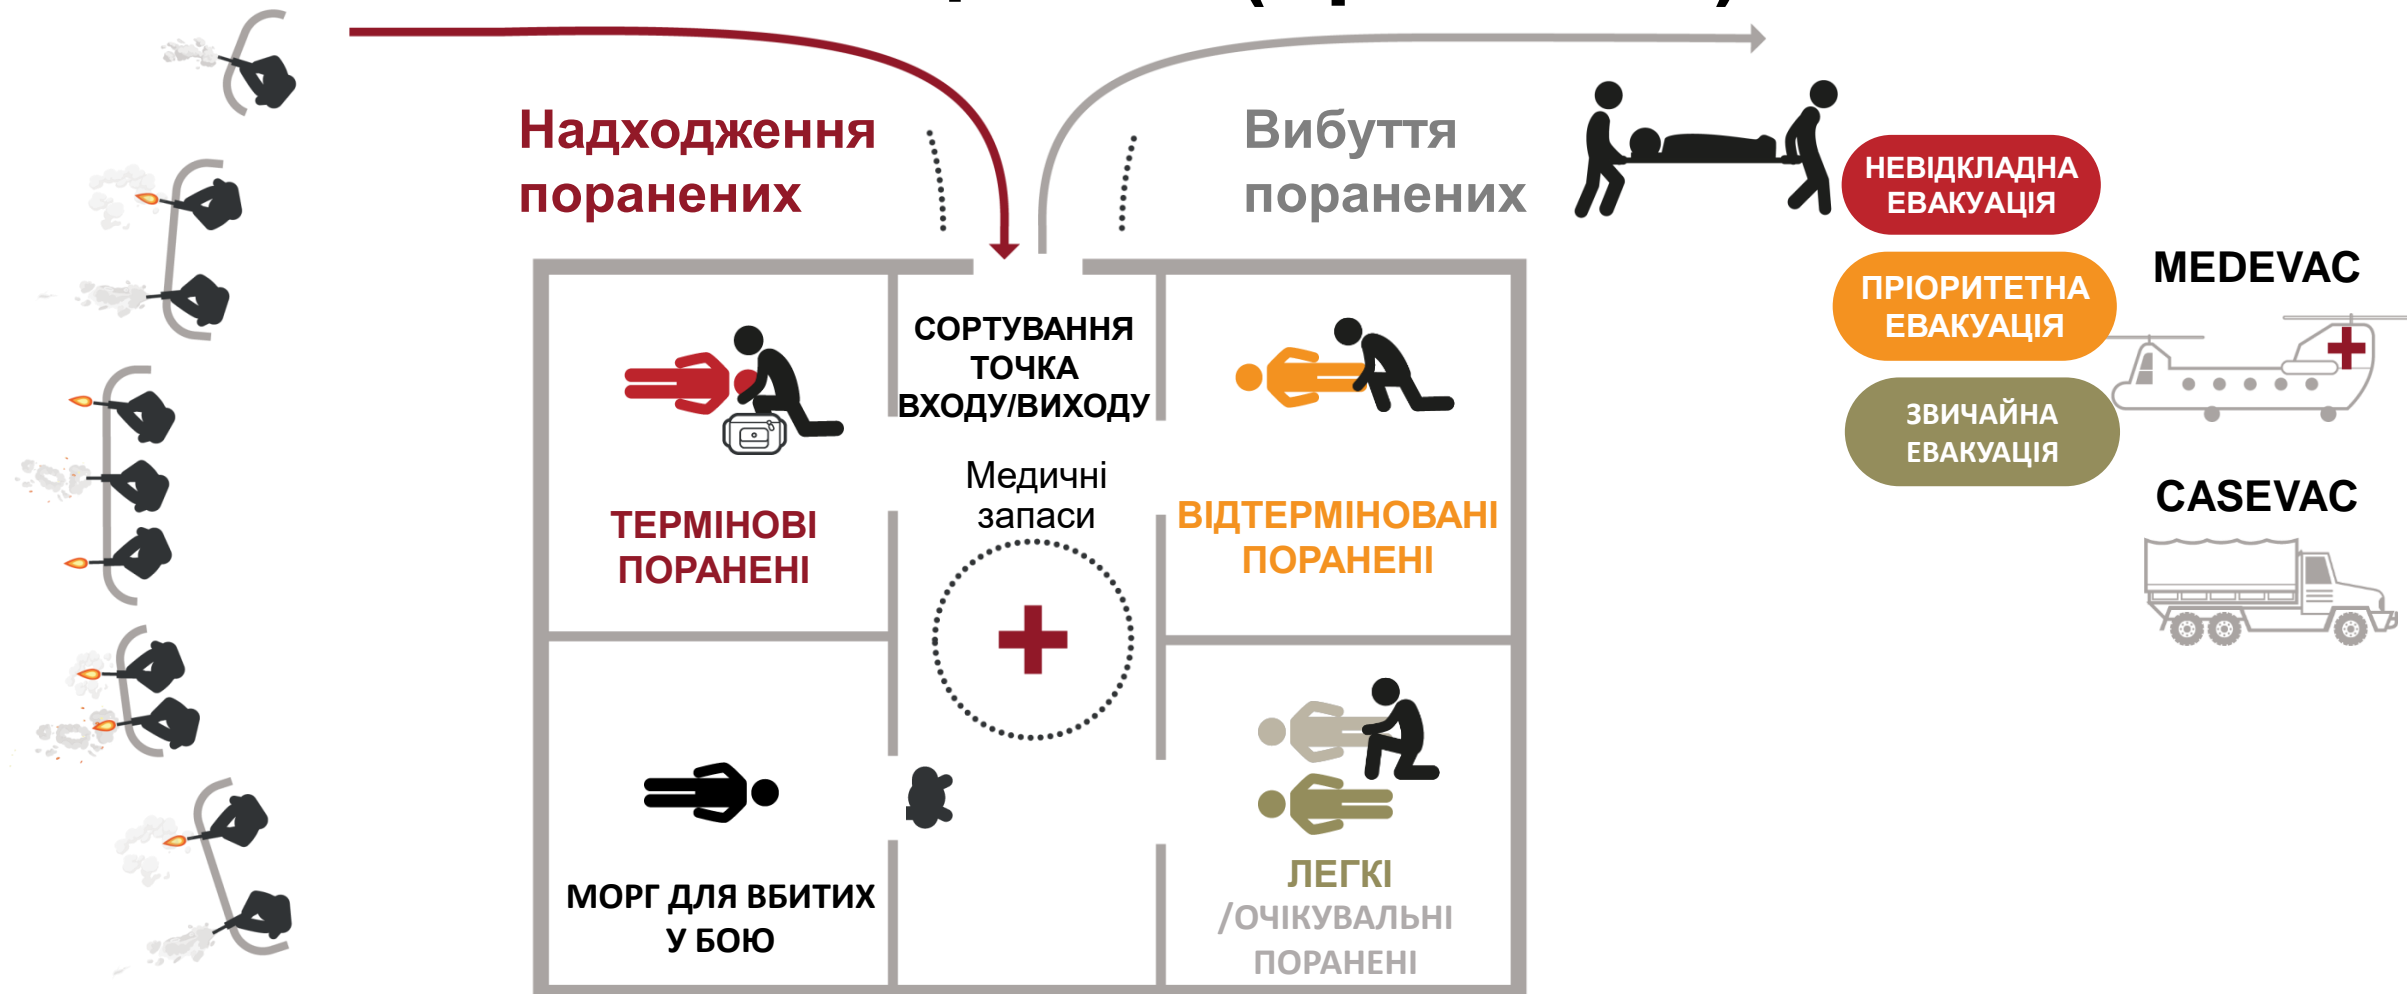 Надходження
поранених
Вибуття
поранених
НЕВІДКЛАДНА
ЕВАКУАЦІЯ
ПРІОРИТЕТНА
ЕВАКУАЦІЯ
ЗВИЧАЙНА
ЕВАКУАЦІЯ
MEDEVAC
CASEVAC
СОРТУВАННЯ
ТОЧКА
ВХОДУ/ВИХОДУ
Медичні
запаси
ТЕРМІНОВІ
ПОРАНЕНІ
ВІДТЕРМІНОВАНІ
ПОРАНЕНІ
МОРГ ДЛЯ ВБИТИХ
У БОЮ
ЛЕГКІ
/ОЧІКУВАЛЬНІ
ПОРАНЕНІ